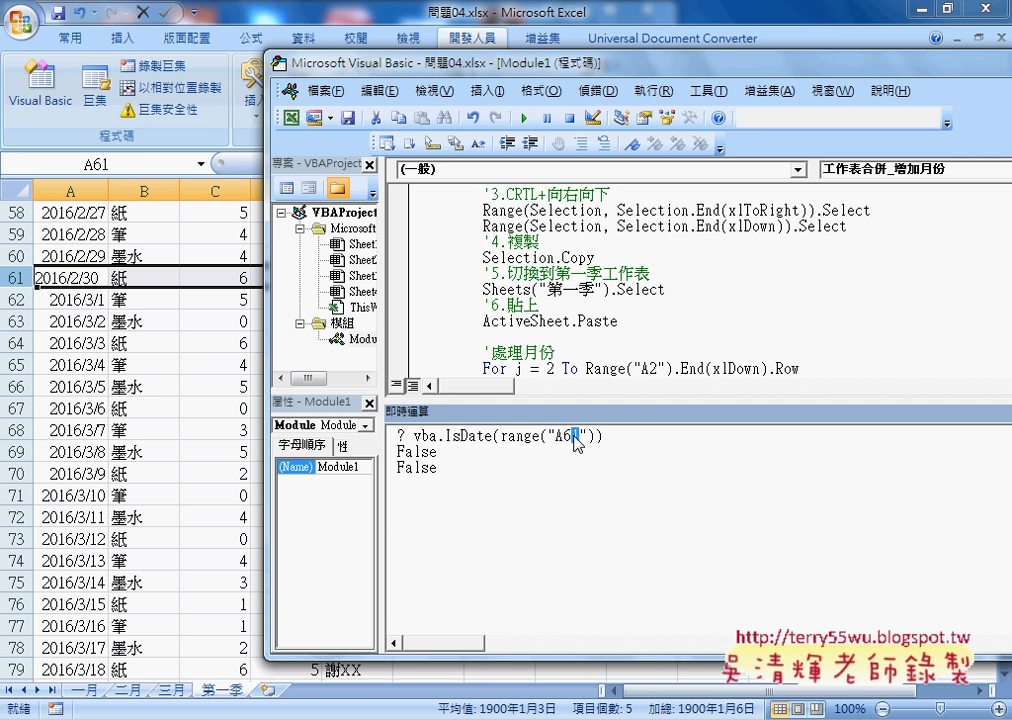 問題04.xlsx - Microsoft Excel
常用 插入 版面配置 公式 資料 校閱 檢視 開發人員 增益集 Universal Document Converter
Visual Basic 巨集 錄製巨集
以相對位置錄製
巨集安全性
程式碼
插入
A61
Microsoft Visual Basic - 問題04.xlsx - [Module1 (程式碼)]
檔案(F) 編輯(E) 檢視(V) 插入(I) 格式(O) 偵錯(D) 執行(R) 工具(T) 增益集(A) 視窗(W) 說明(H)
專案 - VBAProject
VBAProject
Microsoft
Sheet
Sheet2
Sheet1
Sheet
ThisW
模組
Modu
屬性 - Module1
Module Module
字母順序 性
(Name) Module1
(一般) 工作表合併_增加月份
'3.CRTL+向右向下
Range(Selection, Selection.End(xlToRight)).Select
Range(Selection, Selection.End(xlDown)).Select
'4.複製
Selection.Copy
'5.切換到第一季工作表
Sheets("第一季").Select
'6.貼上
ActiveSheet.Paste
'處理月份
For j = 2 To Range("A2").End(xlDown).Row
即時運算
? vba.IsDate(range("A61"))
False
False
A B C
58 2016/2/27 紙 5
59 2016/2/28 筆 4
60 2016/2/29 墨水 4
61 2016/2/30 紙 6
62 2016/3/1 筆 5
63 2016/3/2 墨水 0
64 2016/3/3 紙 6
65 2016/3/4 筆 4
66 2016/3/5 墨水 5
67 2016/3/6 紙 0
68 2016/3/7 筆 3
69 2016/3/8 墨水 5
70 2016/3/9 紙 2
71 2016/3/10 筆 0
72 2016/3/11 墨水 4
73 2016/3/12 紙 0
74 2016/3/13 筆 4
75 2016/3/14 墨水 3
76 2016/3/15 紙 1
77 2016/3/16 筆 1
78 2016/3/17 墨水 2
79 2016/3/18 紙 6 5 謝XX
http://terry55wu.blogspot.tw
吳清輝老師錄製
一月 二月 三月 第一季
就緒 平均值: 1900年1月3日 項目個數: 5 加總: 1900年1月6日 100%